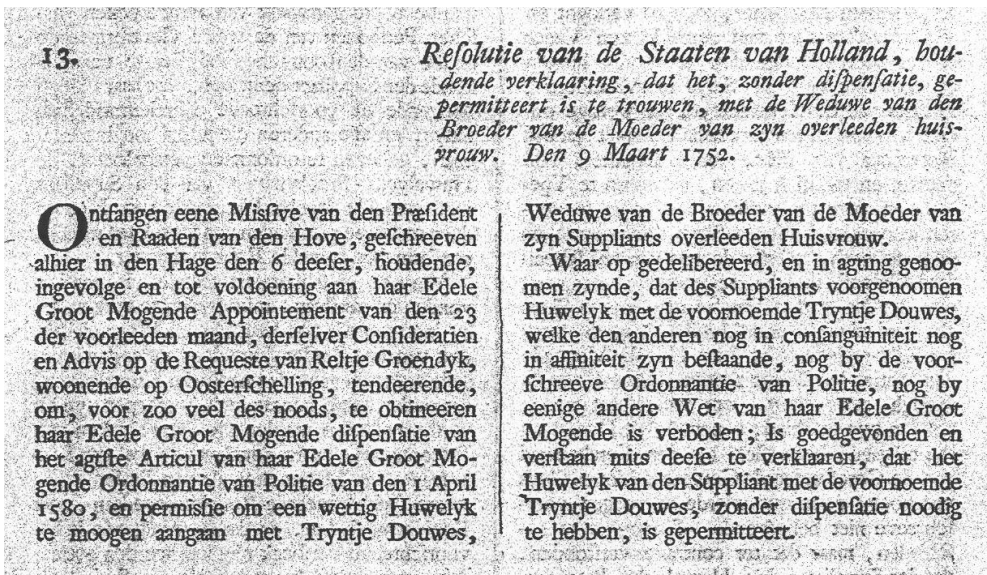 13.
Reſolutie van de Staaten van Holland, hou-
dende verklaaring, dat het, zonder diſpenſatie, ge-
permitteert is te trouwen, met de Weduwe van den
Broeder van de Moeder van zyn overleeden huis-
vrouw. Den 9 Maart 1752.
Ontfangen eene Miſſive van den Præſident
en Raaden van den Hove, geſchreeven
alhier in den Hage den 6 deeſer, houdende,
ingevolge en tot voldoening aan haar Edele
Groot Mogende Appointement van den 23
der voorleeden maand, derſelver Conſideratien
en Advis op de Requeste van Reltje Groendyk,
woonende op Ooſterſchelling, tendeerende,
om, voor zoo veel des noods, te obtineeren
haar Edele Groot Mogende diſpenſatie van
het agtſte Articul van haar Edele Groot Mo-
gende Ordonnantie van Politie van den 1 April
1580, en permiſſie om een wettig Huwelyk
te moogen aangaan met Tryntje Douwes,
Weduwe van de Broeder van de Moeder van
zyn Suppliants overleeden Huisvrouw.
Waar op gedelibereerd, en in agting genoo-
men zynde, dat des Suppliants voorgenoomen
Huwelyk met de voornoemde Tryntje Douwes,
welke den anderen nog in conſanguiniteit nog
in affiniteit zyn beſtaande, nog by de voor-
ſchreeve Ordonnantie van Politie, nog by
eenige andere Wet van haar Edele Groot
Mogende is verboden; Is goedgevonden en
verſtaan mits deeſe te verklaaren, dat het
Huwelyk van den Suppliant met de voornoemde
Tryntje Douwes, zonder diſpenſatie noodig
te hebben, is gepermitteert.